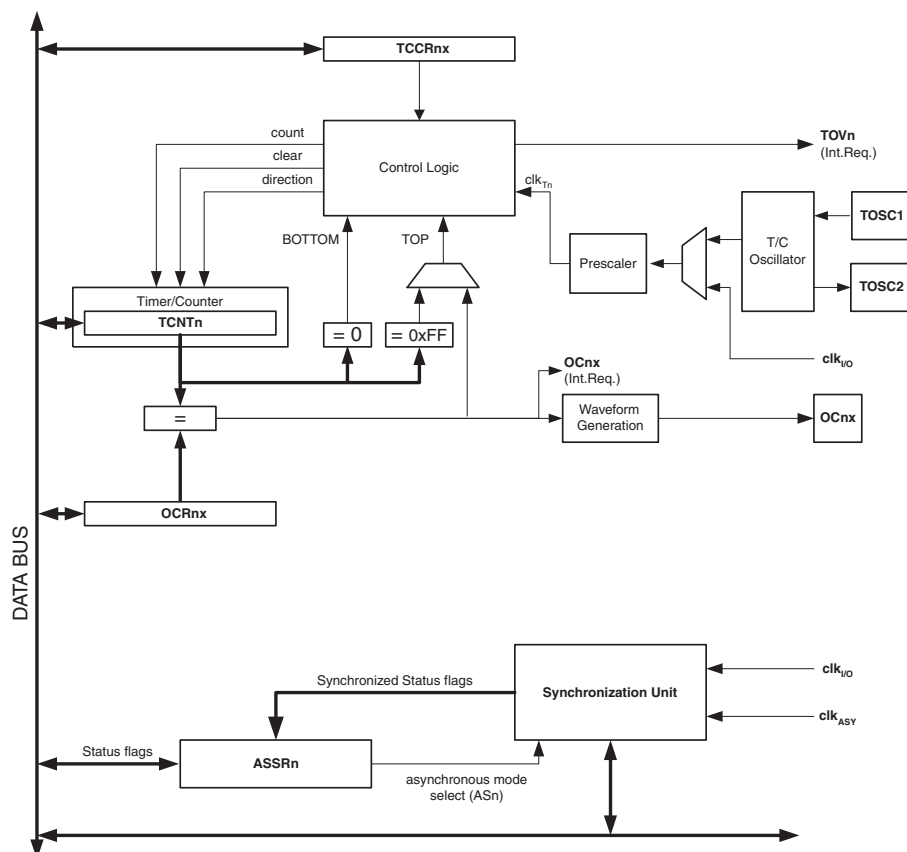 TCCRnx
count
clear
direction
Control Logic
TOVn
(Int.Req.)
clkTn
BOTTOM
TOP
Prescaler
T/C
Oscillator
TOSC1
TOSC2
clkI/O
Timer/Counter
TCNTn
= 0
= 0xFF
OCnx
(Int.Req.)
=
Waveform
Generation
OCnx
OCRnx
DATA BUS
Synchronized Status flags
Synchronization Unit
clkI/O
clkASY
Status flags
ASSRn
asynchronous mode
select (ASn)